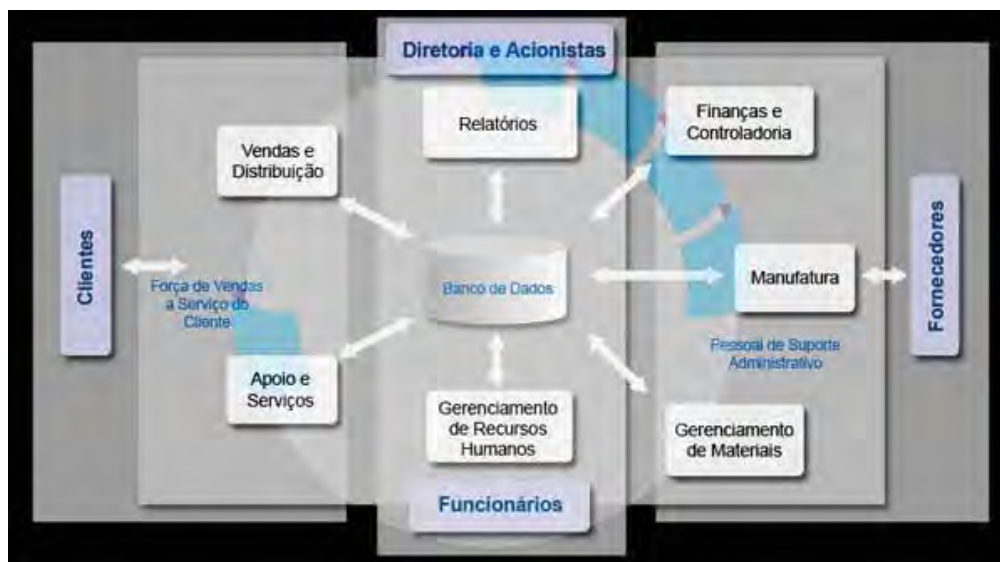 Diretoria e Acionistas
Relatórios
Finanças e
Controladoria
Vendas e
Distribuição
Clientes
Força de Vendas
a Serviço do
Cliente
Banco de Dados
Manufatura
Fornecedores
Pessoal de Suporte
Administrativo
Apoio e
Serviços
Gerenciamento
de Recursos
Humanos
Gerenciamento
de Materiais
Funcionários